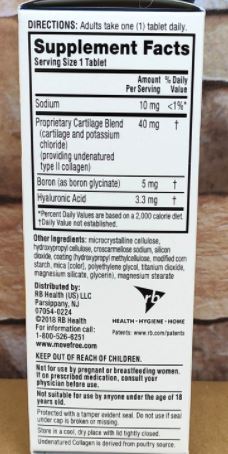 DIRECTIONS: Adults take one (1) tablet daily.
Supplement Facts
Serving Size 1 Tablet
Amount % Daily
Per Serving Value
Sodium 10 mg <1%*
Proprietary Cartilage Blend 40 mg †
(cartilage and potassium
chloride)
(providing undenatured
type II collagen)
Boron (as boron glycinate) 5 mg †
Hyaluronic Acid 3.3 mg †
*Percent Daily Values are based on a 2,000 calorie diet.
†Daily Value not established.
Other Ingredients: microcrystalline cellulose,
hydroxypropyl cellulose, croscarmellose sodium, silicon
dioxide, coating (hydroxypropyl methylcellulose, modified corn
starch, mica [color], polyethylene glycol, titanium dioxide,
magnesium silicate, glycerin), magnesium stearate
Distributed by:
RB Health (US) LLC
Parsippany, NJ
07054-0224
©2018 RB Health
For information call:
1-800-526-6251
www.movefree.com
rb
HEALTH • HYGIENE • HOME
Patents: www.rb.com/patents
KEEP OUT OF REACH OF CHILDREN.
Not for use by pregnant or breastfeeding women.
If on prescribed medication, consult your
physician before use.
Not suitable for use by anyone under the age of 18
years old.
Protected with a tamper evident seal. Do not use if seal
under cap is broken or missing.
Store in a cool, dry place with lid tightly closed.
Undenatured Collagen is derived from poultry source.